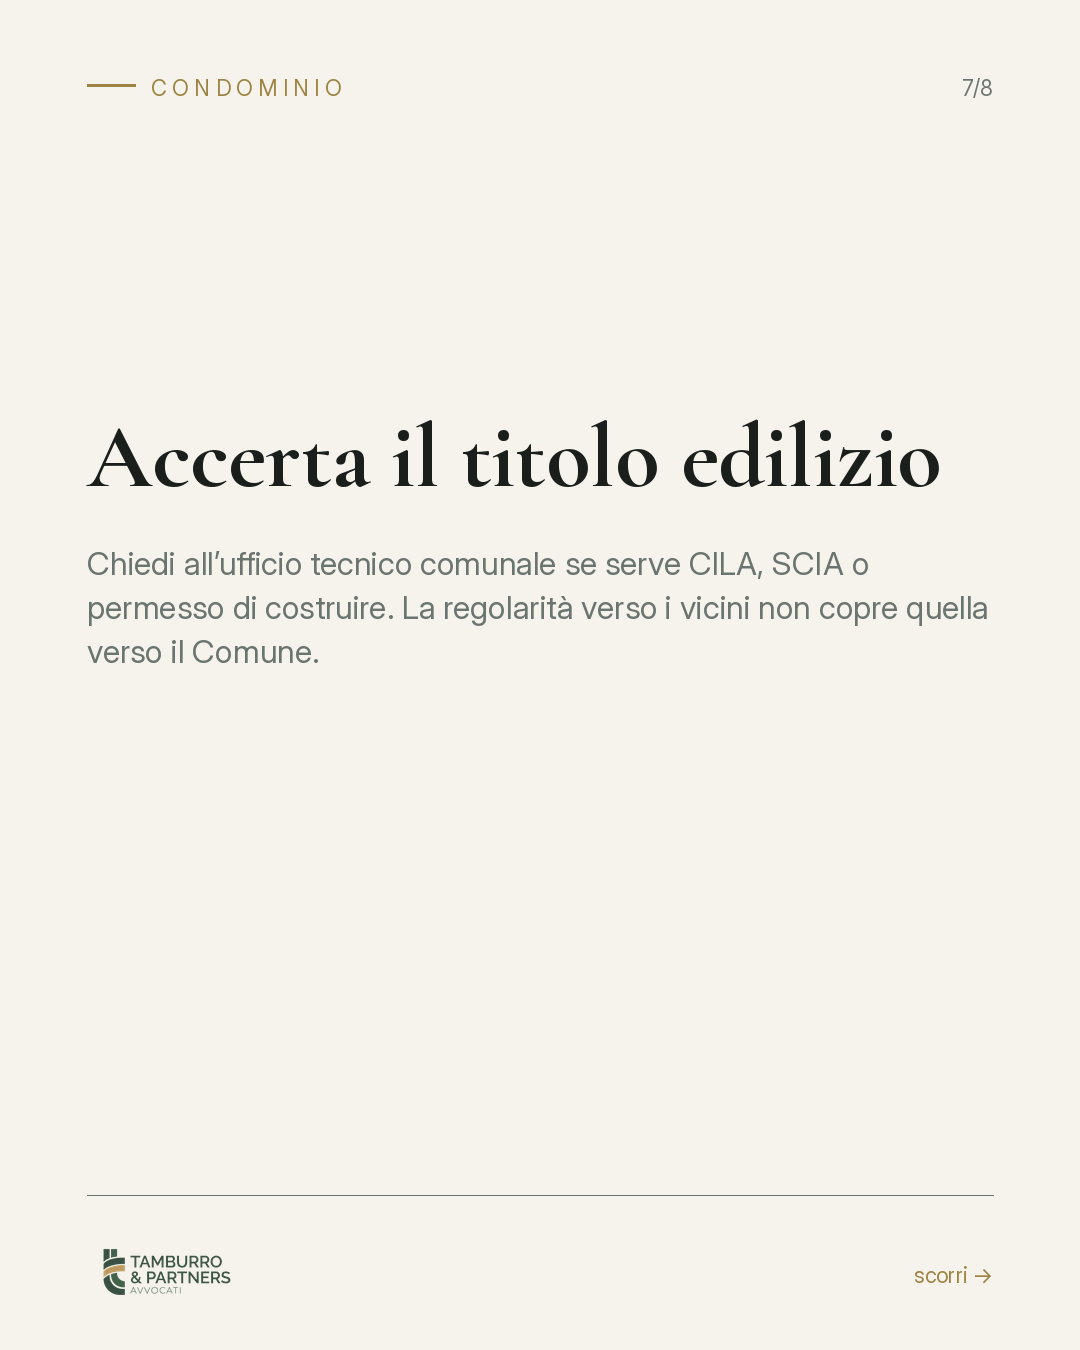 CONDOMINIO
7/8
Accerta il titolo edilizio
Chiedi all’ufficio tecnico comunale se serve CILA, SCIA o
permesso di costruire. La regolarità verso i vicini non copre quella
verso il Comune.
TAMBURRO
& PARTNERS
AVVOCATI
scorri →